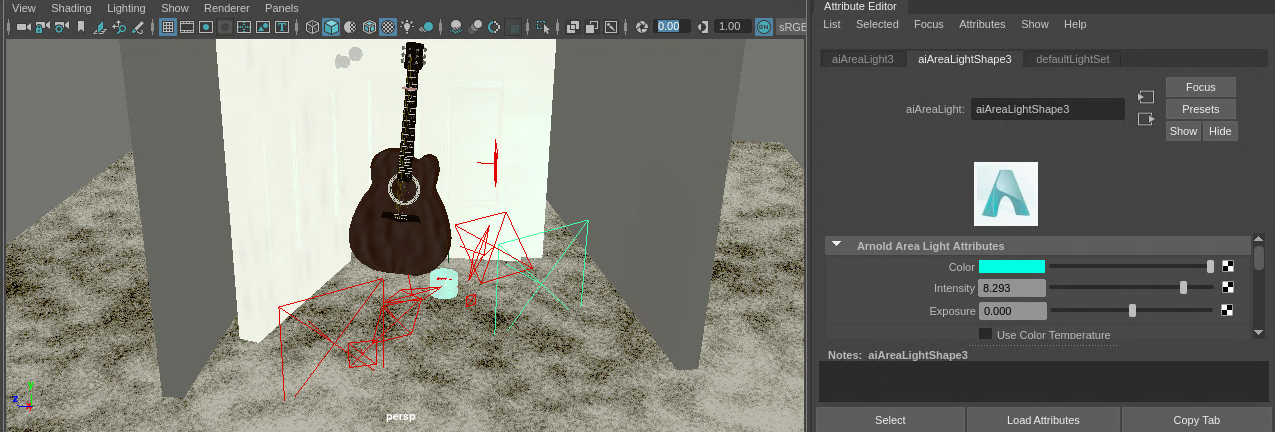 View Shading Lighting Show Renderer Panels
Attribute Editor
List Selected Focus Attributes Show Help
0.00 1.00 ON sRGB
aiAreaLight3 aiAreaLightShape3 defaultLightSet
Focus
aiAreaLight: aiAreaLightShape3 Presets
Show Hide
Arnold Area Light Attributes
Color
Intensity 8.293
Exposure 0.000
Use Color Temperature
Notes: aiAreaLightShape3
y
z
persp
Select Load Attributes Copy Tab